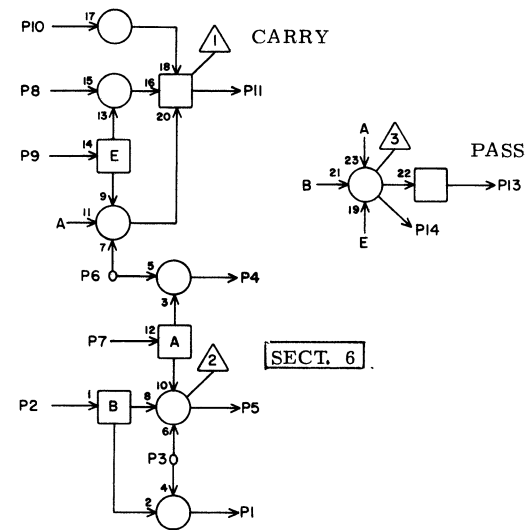 P10 17
1 CARRY
18
P8 15 16 P11
13 20
P9 14 E
9
A 11
7
P6 5 P4
3
P7 12 A
2
SECT. 6
10
P2 1 B 8 P5
6
P3
4
2 P1
A 3 PASS
23
B 21 22 P13
19 P14
E